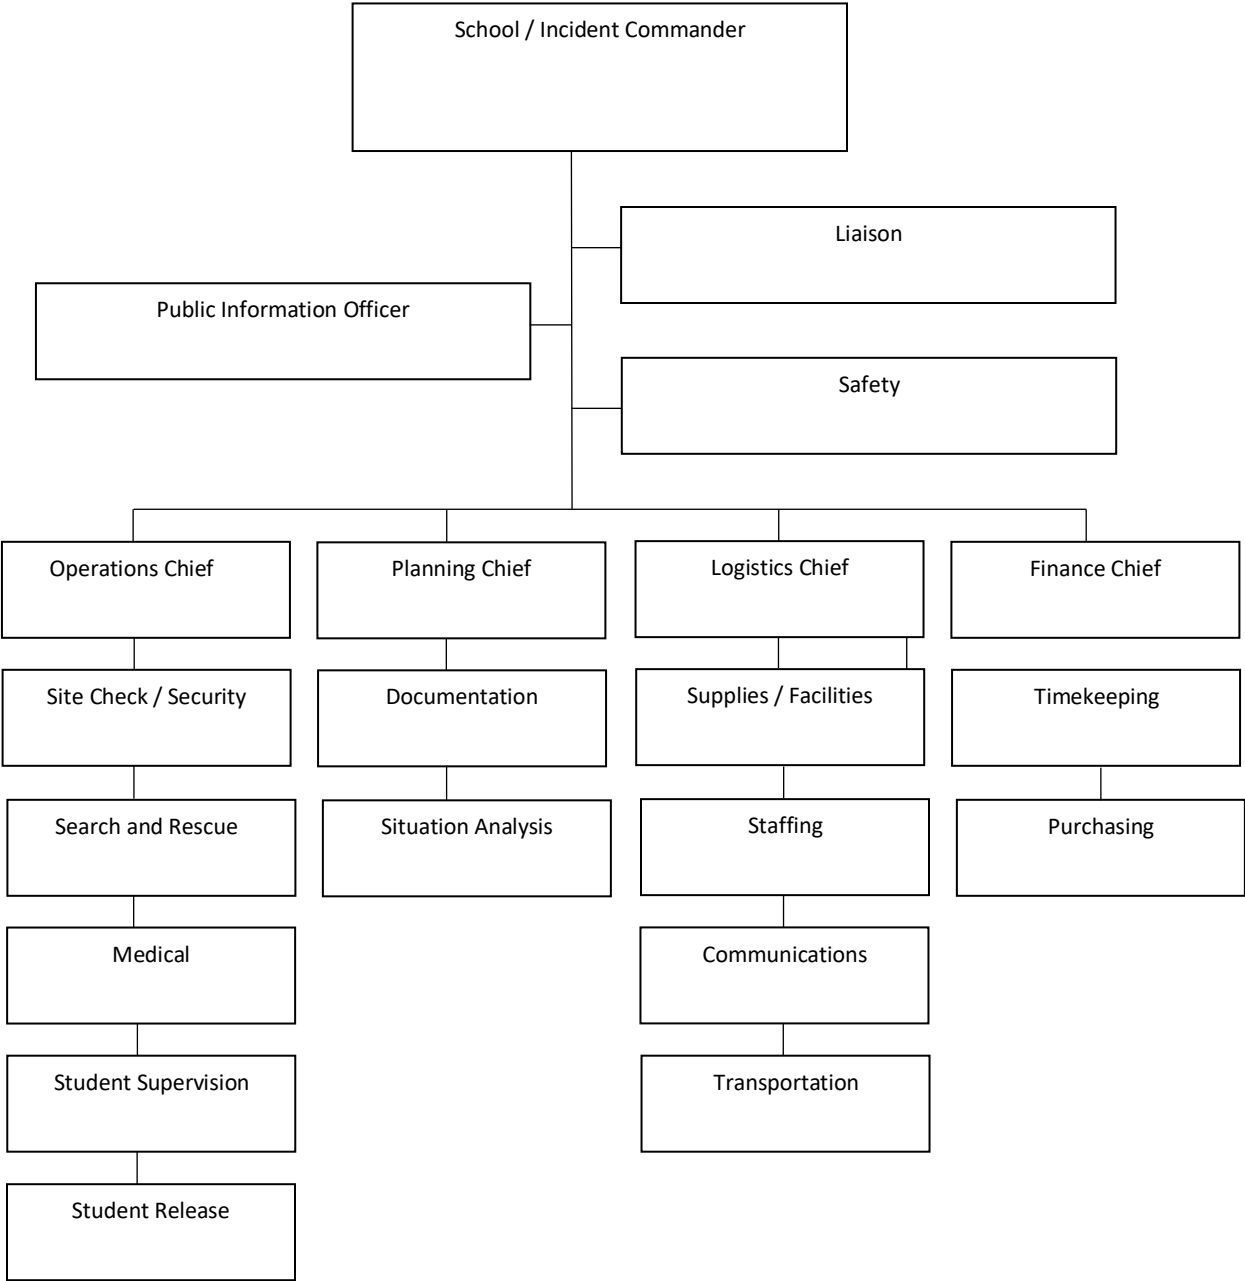 School / Incident Commander
Liaison
Public Information Officer
Safety
Operations Chief
Planning Chief
Logistics Chief
Finance Chief
Site Check / Security
Documentation
Supplies / Facilities
Timekeeping
Search and Rescue
Situation Analysis
Staffing
Purchasing
Medical
Communications
Student Supervision
Transportation
Student Release